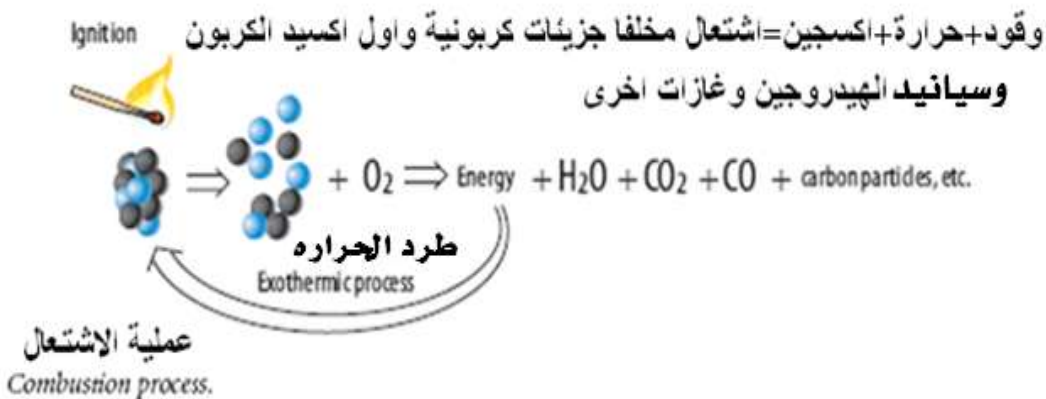 Ignition
وقود+حرارة+اكسجين=اشتعال مخلفا جزيئات كربونية واول اكسيد الكربون
وسيانيد الهيدروجين وغازات اخرى
+ O₂ ⇒ Energy + H₂O + CO₂ + CO + carbon partides, etc.
طرد الحراره
Exothermic process
عملية الاشتعال
Combustion process.